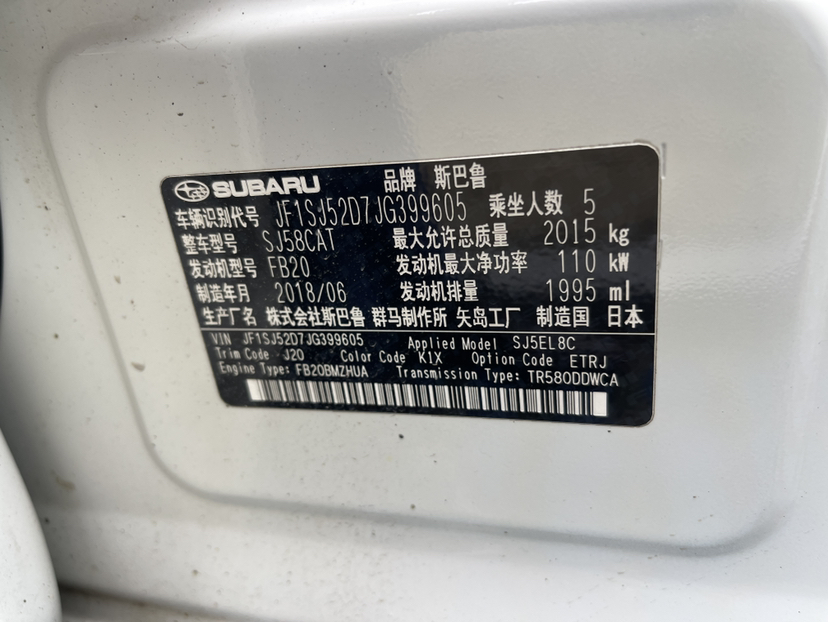 SUBARU 品牌 斯巴鲁
车辆识别代号 JF1SJ52D7JG399605 乘坐人数 5
整车型号 SJ58CAT 最大允许总质量 2015 kg
发动机型号 FB20 发动机最大净功率 110 kW
制造年月 2018/06 发动机排量 1995 ml
生产厂名 株式会社斯巴鲁 群马制作所 矢岛工厂 制造国 日本
VIN JF1SJ52D7JG399605 Applied Model SJ5EL8C
Trim Code J20 Color Code K1X Option Code ETRJ
Engine Type: FB20BMZHUA Transmission Type: TR580DDWCA